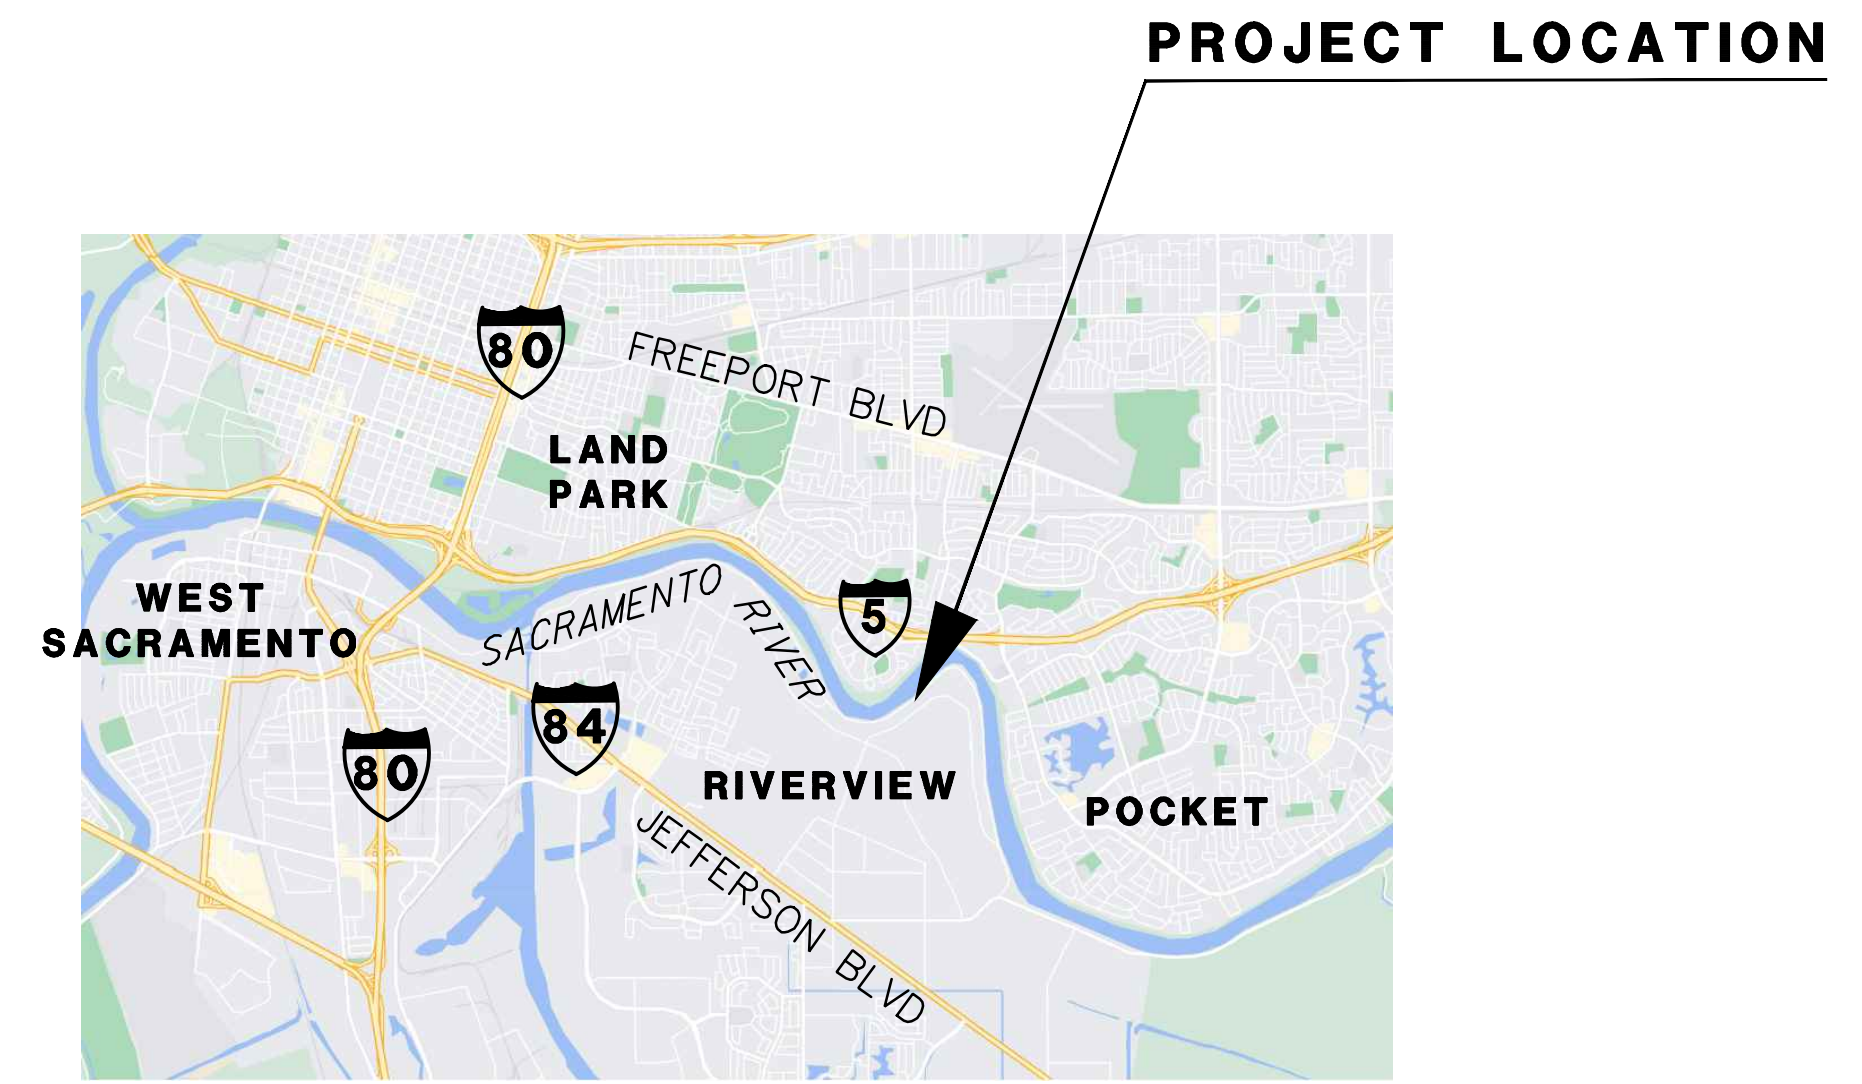 PROJECT LOCATION
80
FREEPORT BLVD
LAND
PARK
WEST
SACRAMENTO
SACRAMENTO RIVER
5
84
80
RIVERVIEW
POCKET
JEFFERSON BLVD